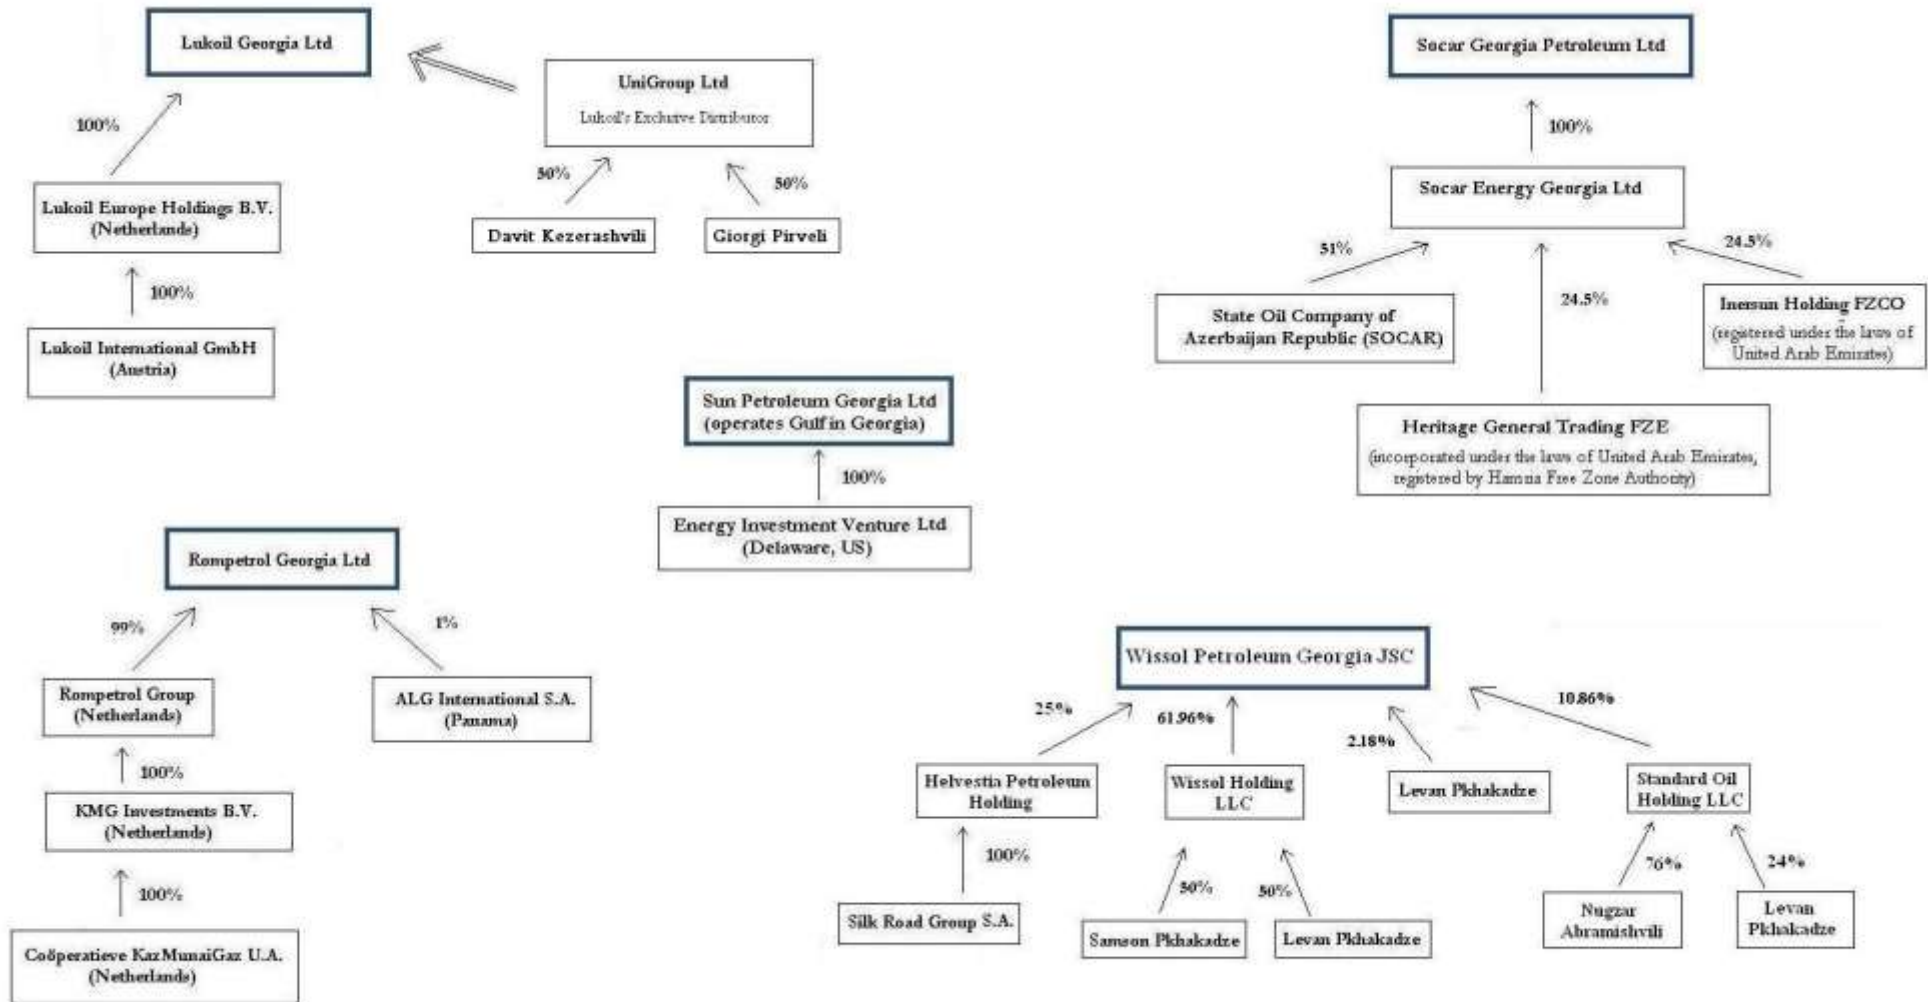 Lukoil Georgia Ltd
100%
UniGroup Ltd
Lukoil's Exclusive Distributor
50%
50%
Lukoil Europe Holdings B.V.
(Netherlands)
Davit Kezerashvili
Giorgi Pirveli
100%
Lukoil International GmbH
(Austria)
Socar Georgia Petroleum Ltd
100%
Socar Energy Georgia Ltd
51%
24.5%
24.5%
State Oil Company of
Azerbaijan Republic (SOCAR)
Inersun Holding FZCO
(registered under the laws of
United Arab Emirates)
Heritage General Trading FZE
(incorporated under the laws of United Arab Emirates,
registered by Hamria Free Zone Authority)
Sun Petroleum Georgia Ltd
(operates Gulf in Georgia)
100%
Energy Investment Venture Ltd
(Delaware, US)
Rompetrol Georgia Ltd
99%
1%
Rompetrol Group
(Netherlands)
ALG International S.A.
(Panama)
100%
KMG Investments B.V.
(Netherlands)
100%
Coöperatieve KazMunaiGaz U.A.
(Netherlands)
Wissol Petroleum Georgia JSC
25%
61.96%
2.18%
10.86%
Helvestia Petroleum
Holding
Wissol Holding
LLC
Levan Pkhakadze
Standard Oil
Holding LLC
100%
50%
50%
76%
24%
Silk Road Group S.A.
Samson Pkhakadze
Levan Pkhakadze
Nugzar
Abramishvili
Levan
Pkhakadze